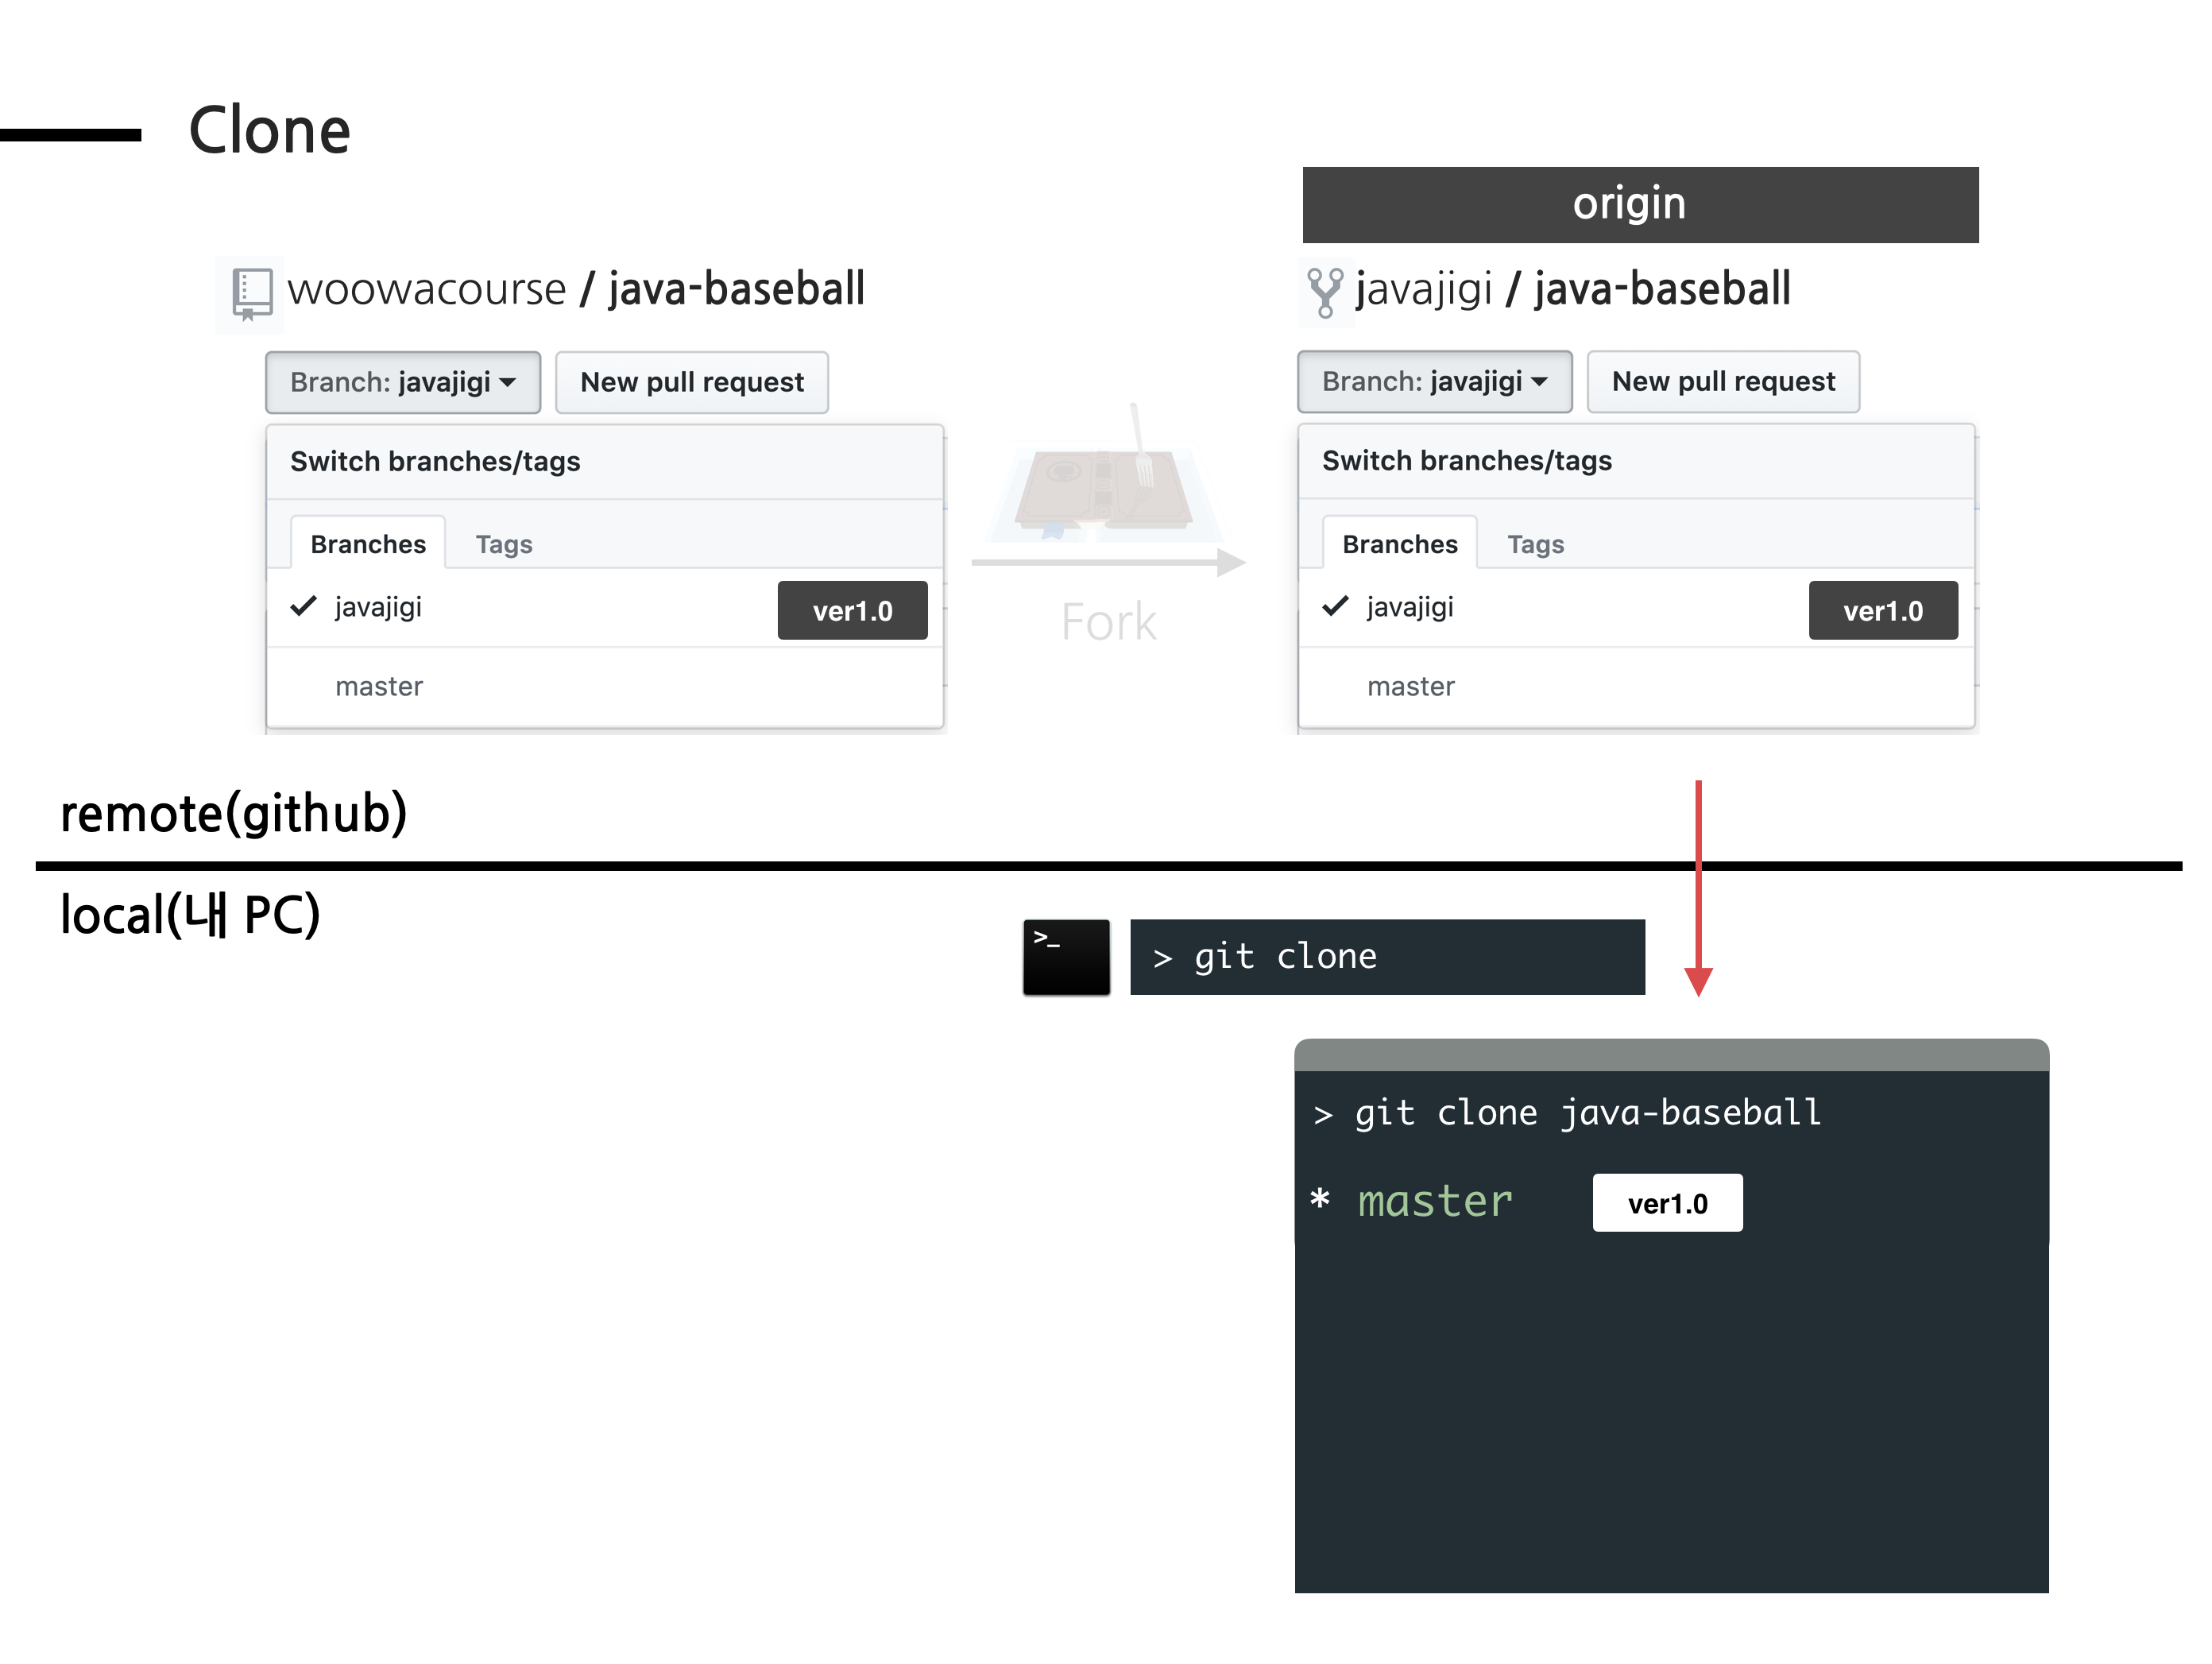 Clone
origin
woowacourse / java-baseball
javajigi / java-baseball
Branch: javajigi
New pull request
Branch: javajigi
New pull request
Switch branches/tags
Switch branches/tags
Branches
Tags
Branches
Tags
javajigi
ver1.0
javajigi
ver1.0
Fork
master
master
remote(github)
local(내 PC)
>_
> git clone
> git clone java-baseball
* master
ver1.0